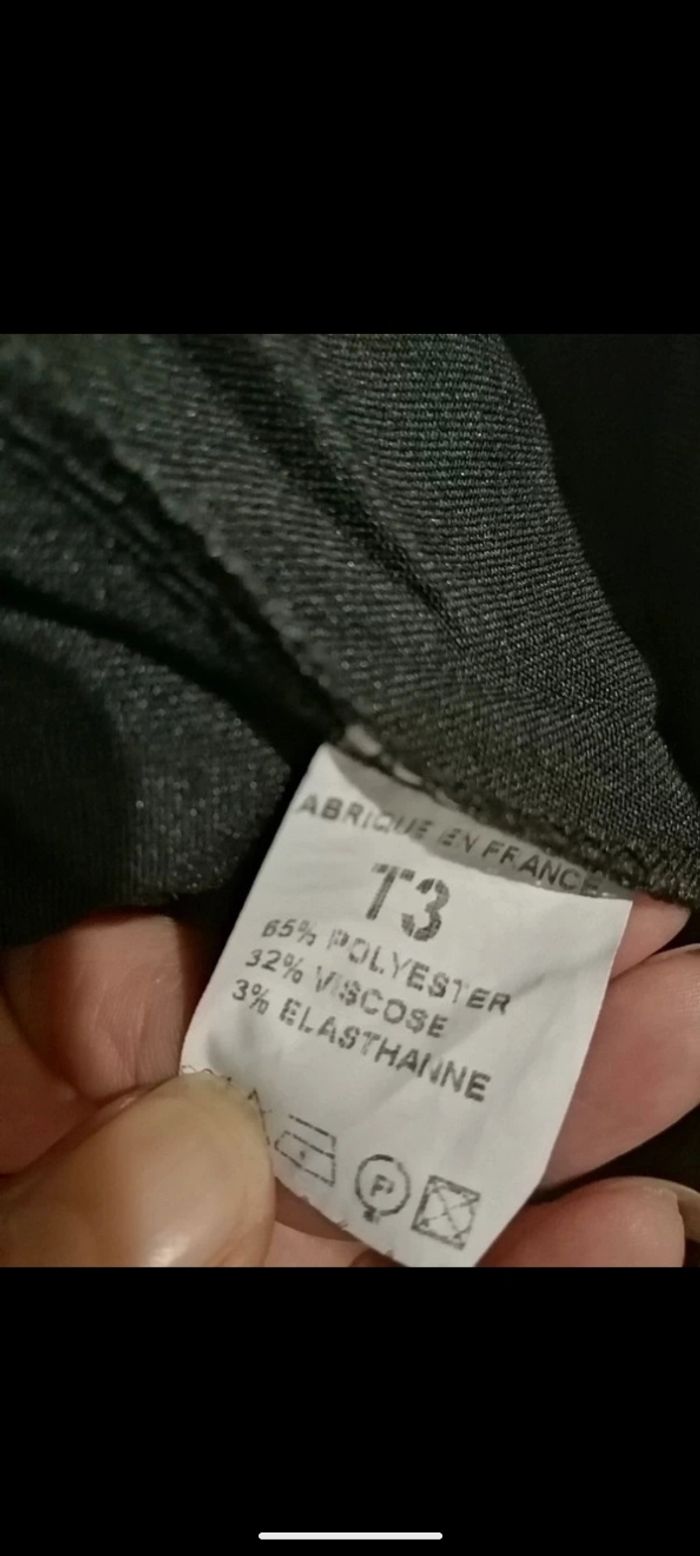 ABRIQUE EN FRANCE
T3
65% POLYESTER
32% VISCOSE
3% ELASTHANNE
P